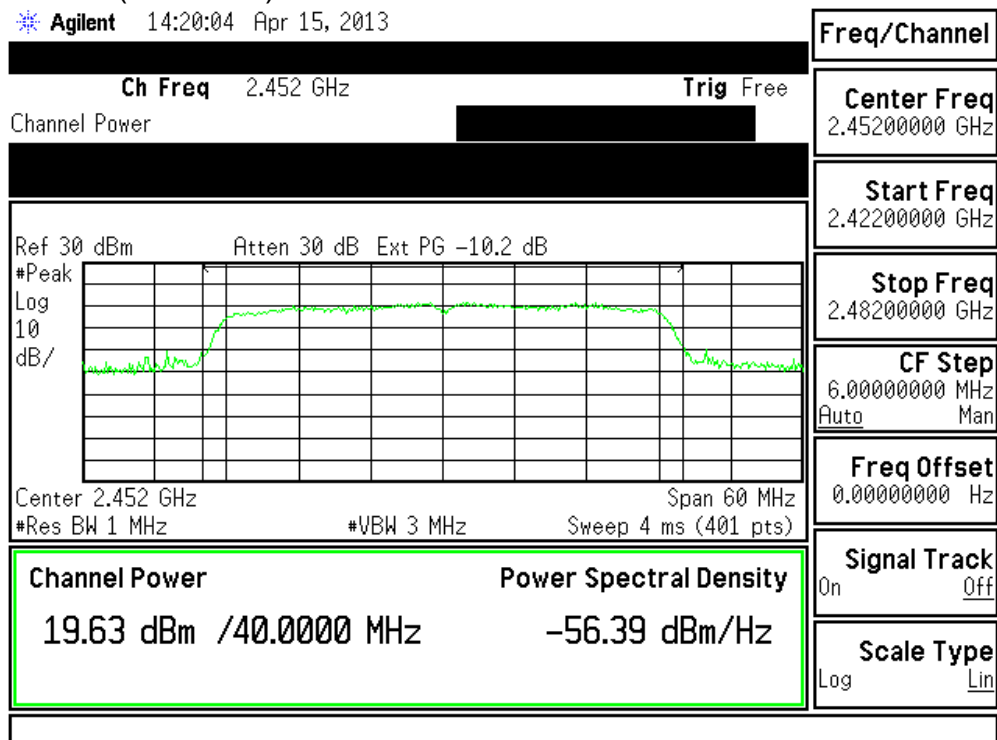 Agilent 14:20:04 Apr 15, 2013
Ch Freq 2.452 GHz Trig Free
Channel Power
Ref 30 dBm Atten 30 dB Ext PG -10.2 dB
#Peak
Log
10
dB/
Center 2.452 GHz Span 60 MHz
#Res BW 1 MHz #VBW 3 MHz Sweep 4 ms (401 pts)
Channel Power Power Spectral Density
19.63 dBm /40.0000 MHz -56.39 dBm/Hz
Freq/Channel
Center Freq
2.45200000 GHz
Start Freq
2.42200000 GHz
Stop Freq
2.48200000 GHz
CF Step
6.00000000 MHz
Auto Man
Freq Offset
0.00000000 Hz
Signal Track
On Off
Scale Type
Log Lin